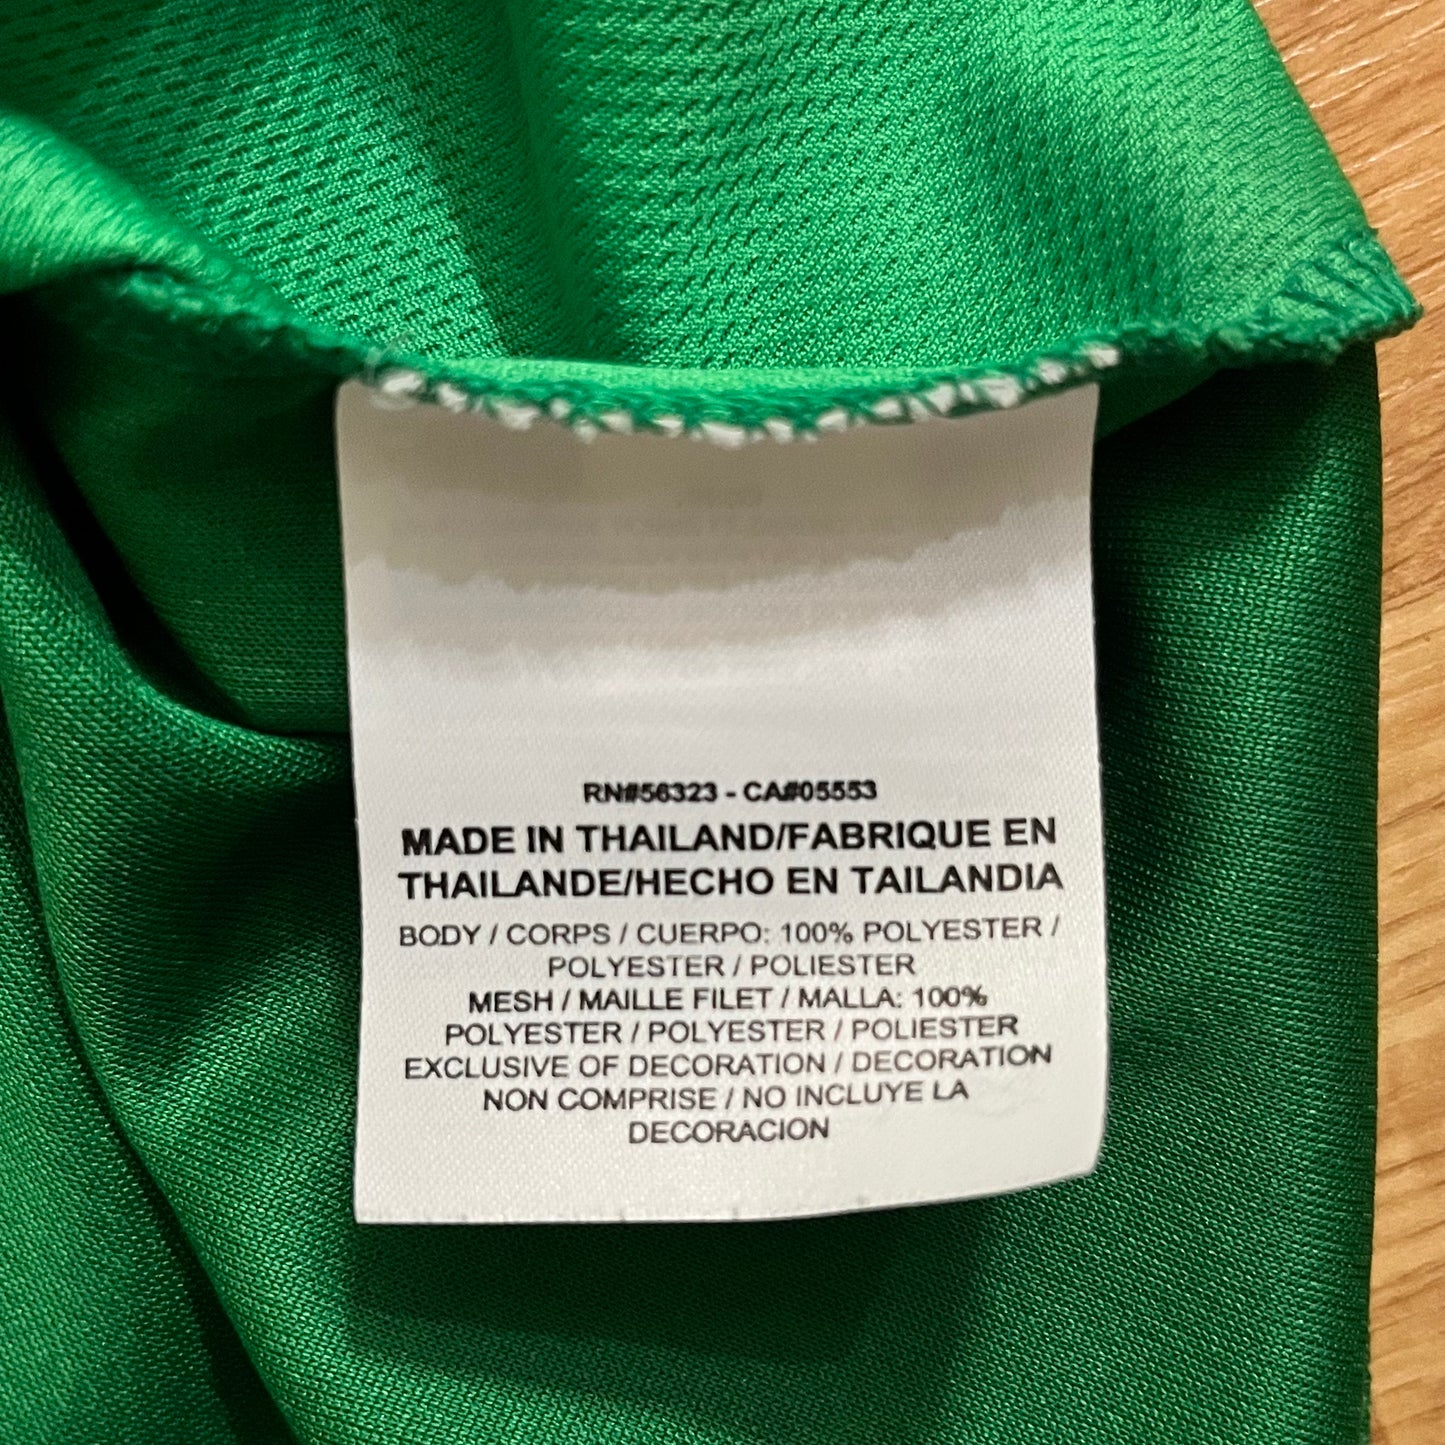 RN#56323 - CA#05553
MADE IN THAILAND/FABRIQUE EN
THAILANDE/HECHO EN TAILANDIA
BODY / CORPS / CUERPO: 100% POLYESTER /
POLYESTER / POLIESTER
MESH / MAILLE FILET / MALLA: 100%
POLYESTER / POLYESTER / POLIESTER
EXCLUSIVE OF DECORATION / DECORATION
NON COMPRISE / NO INCLUYE LA
DECORACION